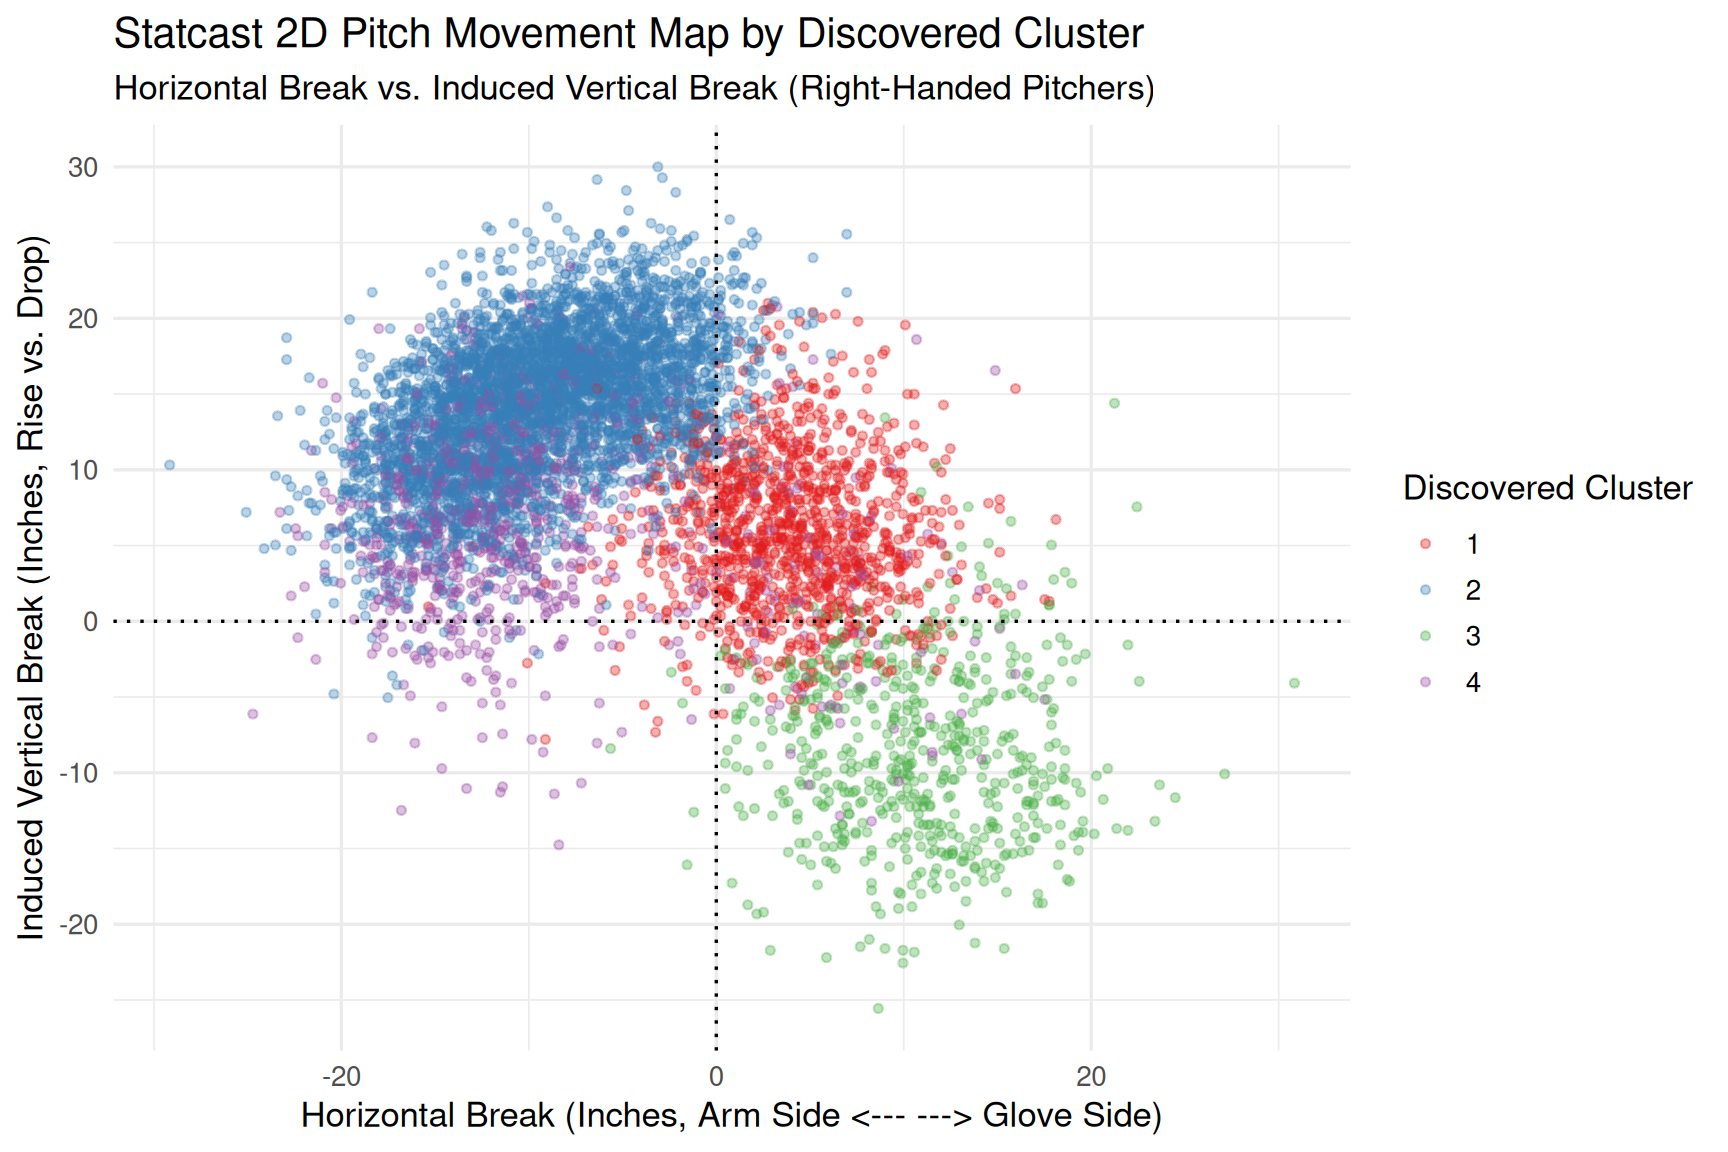 Statcast 2D Pitch Movement Map by Discovered Cluster
Horizontal Break vs. Induced Vertical Break (Right-Handed Pitchers)
Induced Vertical Break (Inches, Rise vs. Drop)
30
20
10
0
-10
-20
-20
0
20
Horizontal Break (Inches, Arm Side <--- ---> Glove Side)
Discovered Cluster
1
2
3
4